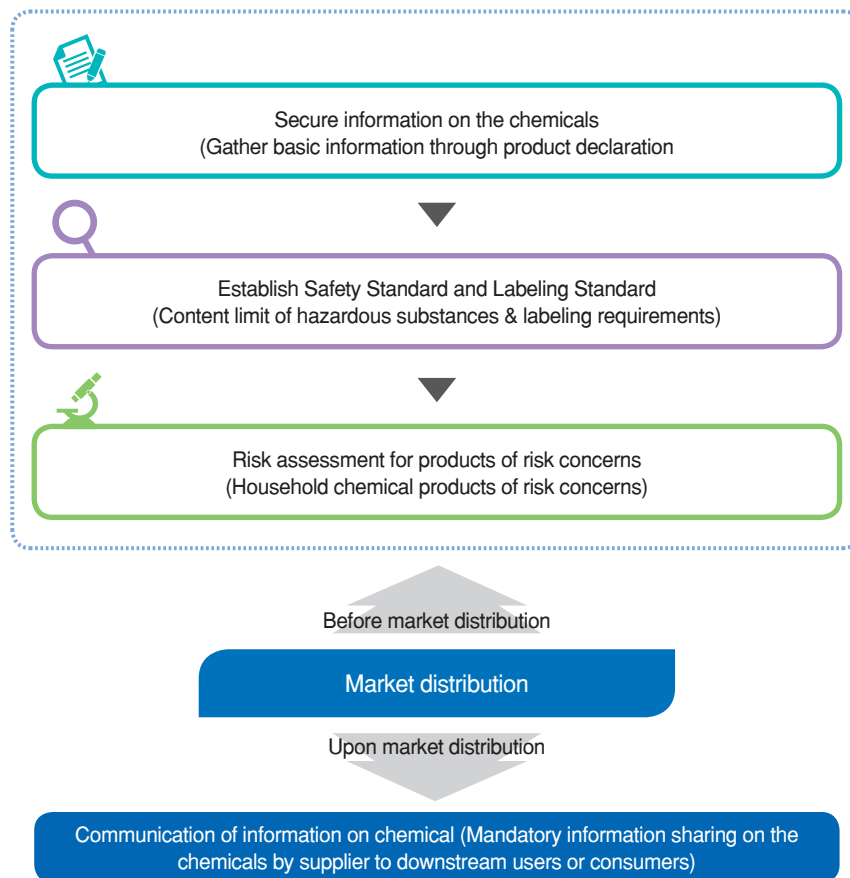 Secure information on the chemicals
(Gather basic information through product declaration
Establish Safety Standard and Labeling Standard
(Content limit of hazardous substances & labeling requirements)
Risk assessment for products of risk concerns
(Household chemical products of risk concerns)
Before market distribution
Market distribution
Upon market distribution
Communication of information on chemical (Mandatory information sharing on the
chemicals by supplier to downstream users or consumers)